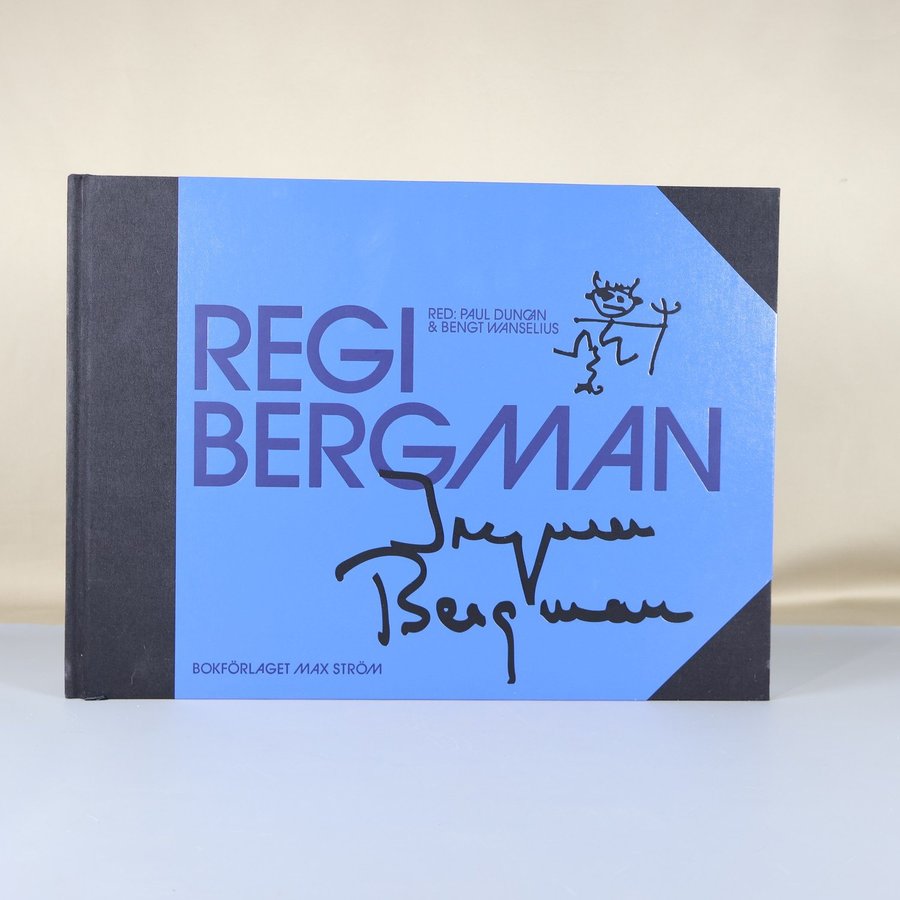 REGI
RED: PAUL DUNCAN
& BENGT WANSELIUS
BERGMAN
Ingmar
Bergman
BOKFÖRLAGET MAX STRÖM